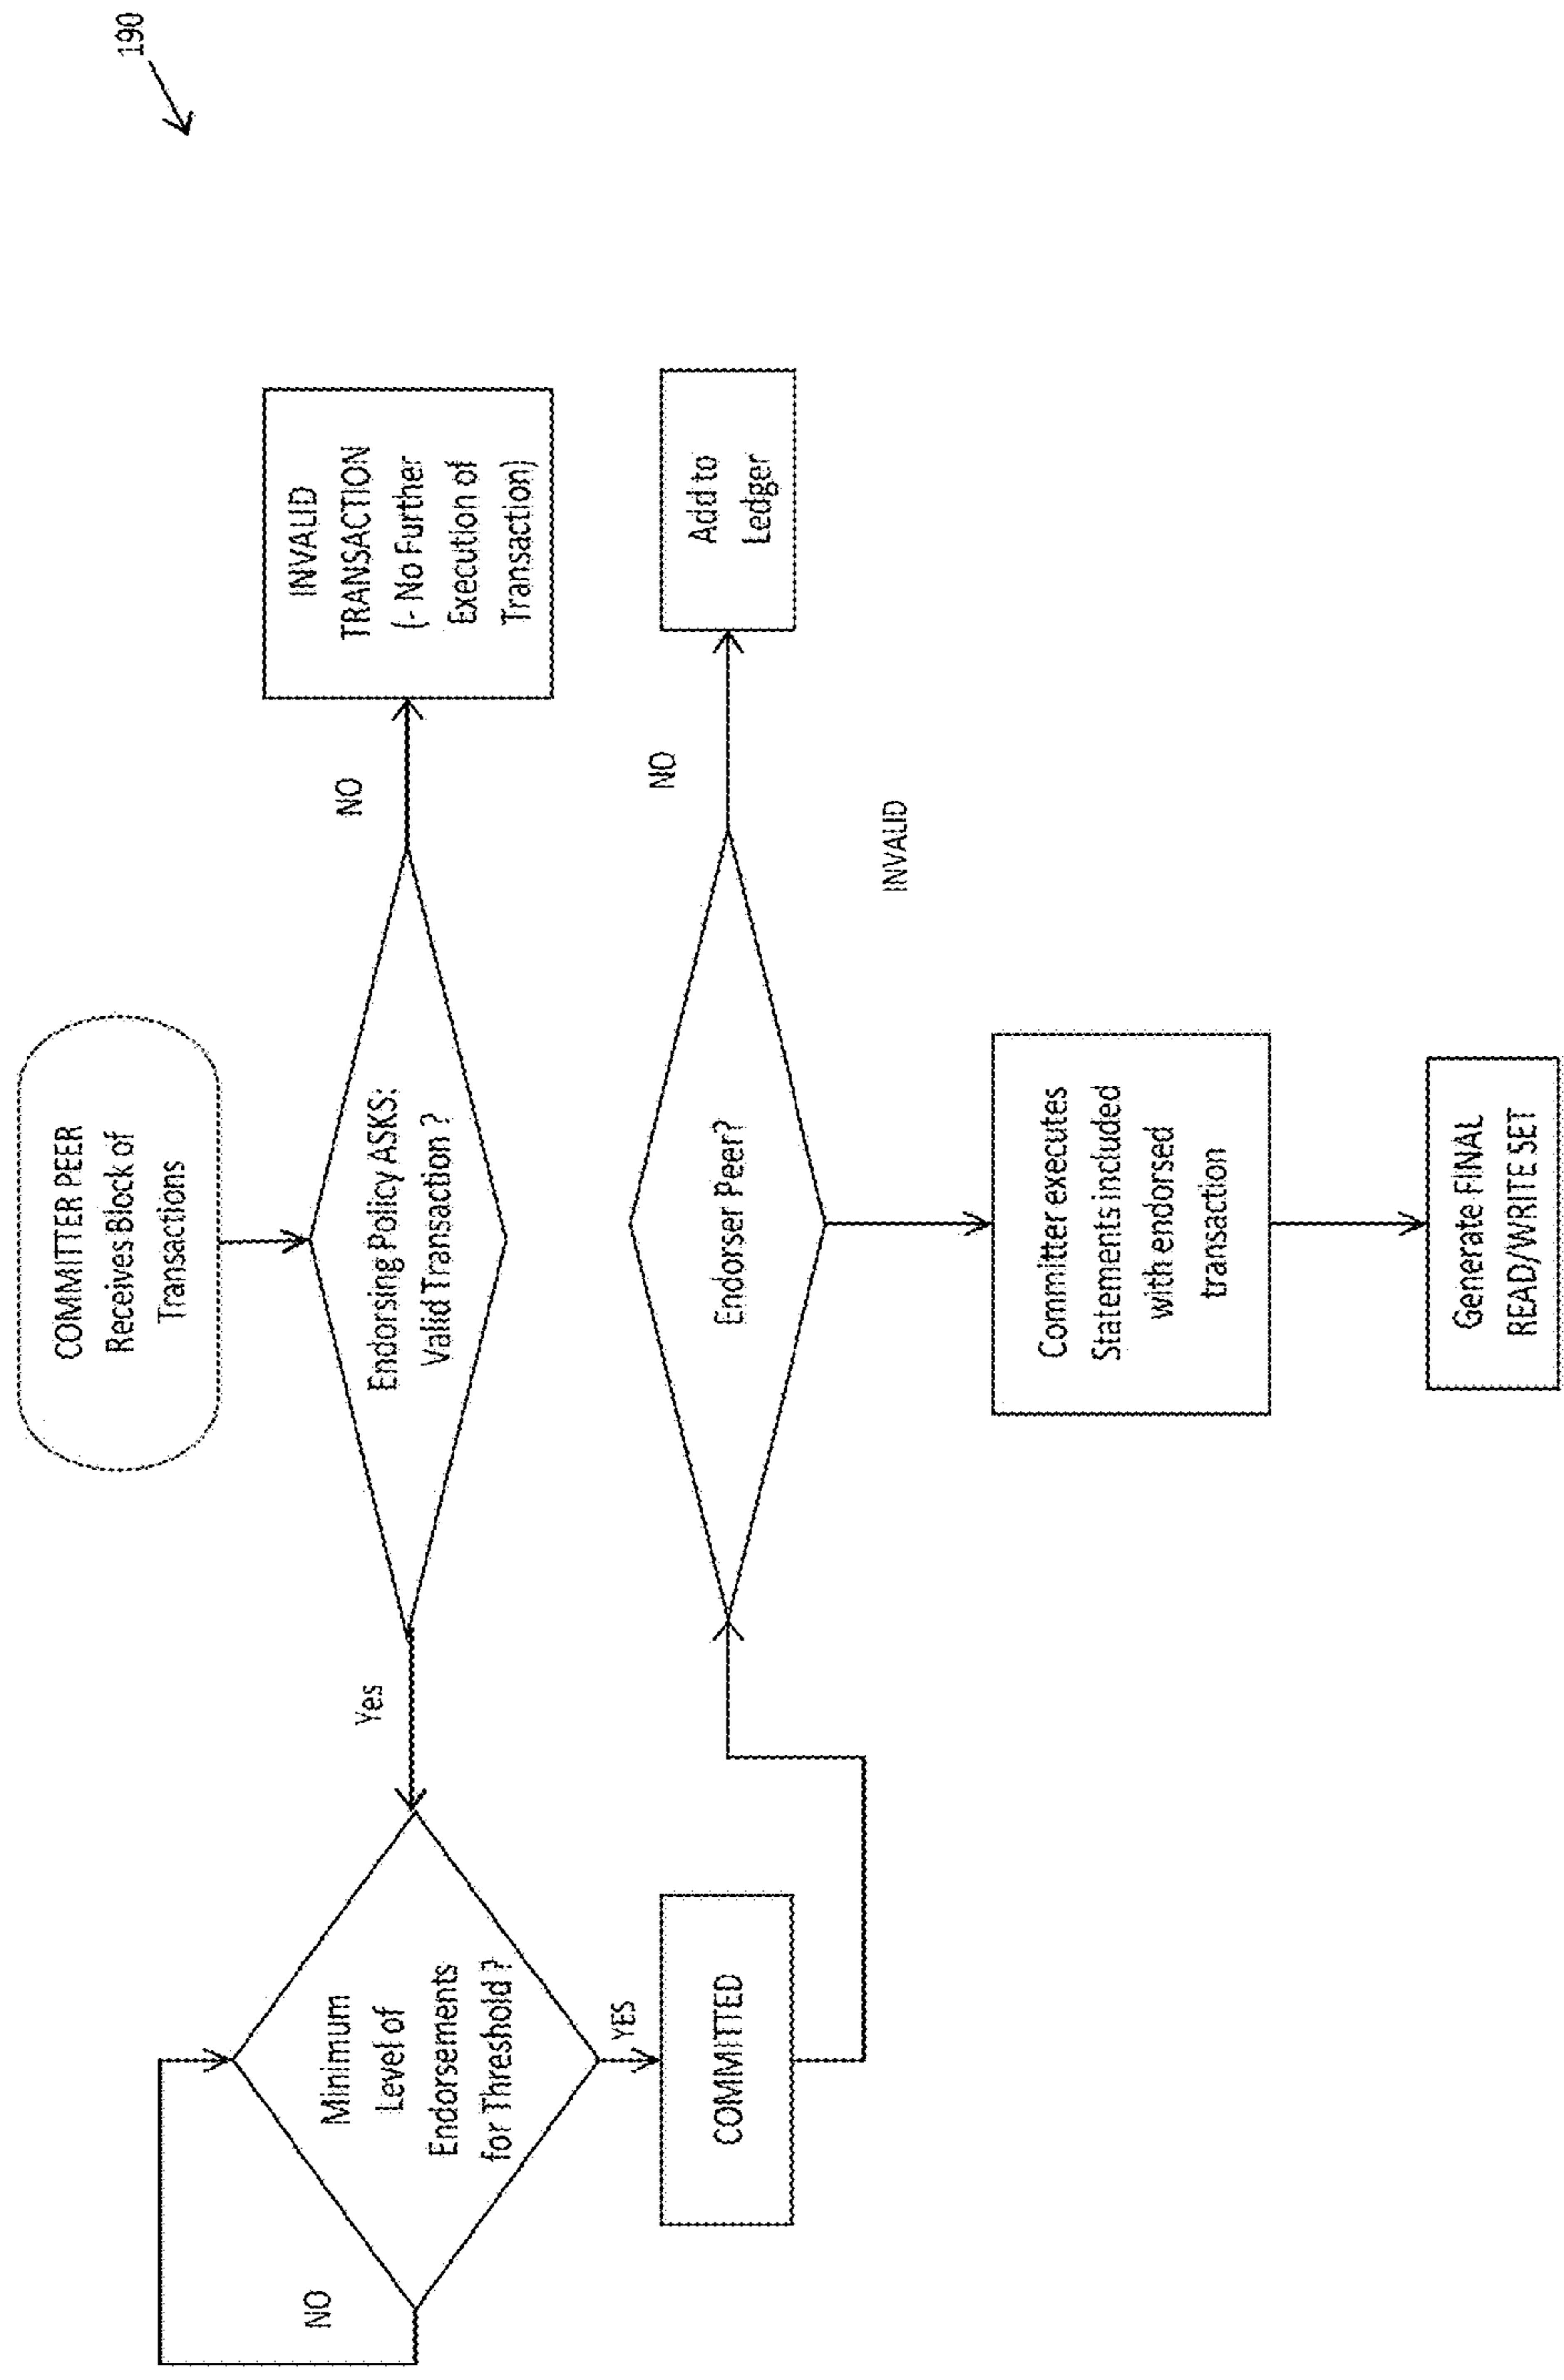 190
COMMITTER PEER
Receives Block of
Transactions
Endorsing Policy ASKS:
Valid Transaction ?
NO
INVALID
TRANSACTION
(- No Further
Execution of
Transaction)
Yes
Minimum
Level of
Endorsements
for Threshold ?
NO
YES
COMMITTED
Endorser Peer?
NO
Add to
Ledger
INVALID
Committer executes
Statements included
with endorsed
transaction
Generate FINAL
READ/WRITE SET